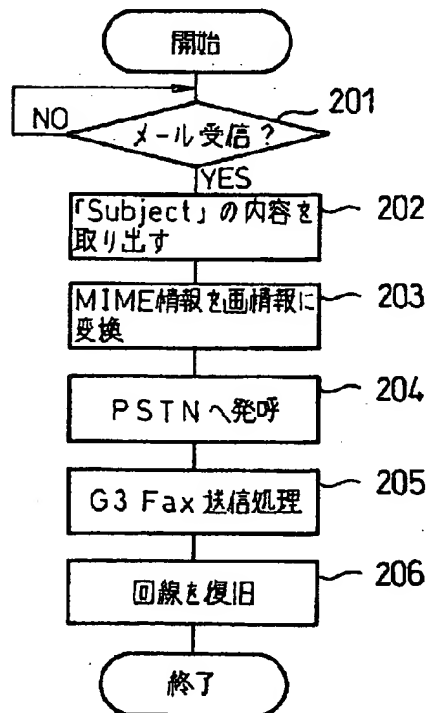 開始
メール受信?
201
NO
YES
「Subject」の内容を
取り出す
202
MIME情報を画情報に
変換
203
PSTNへ発呼
204
G3 Fax 送信処理
205
回線を復旧
206
終了